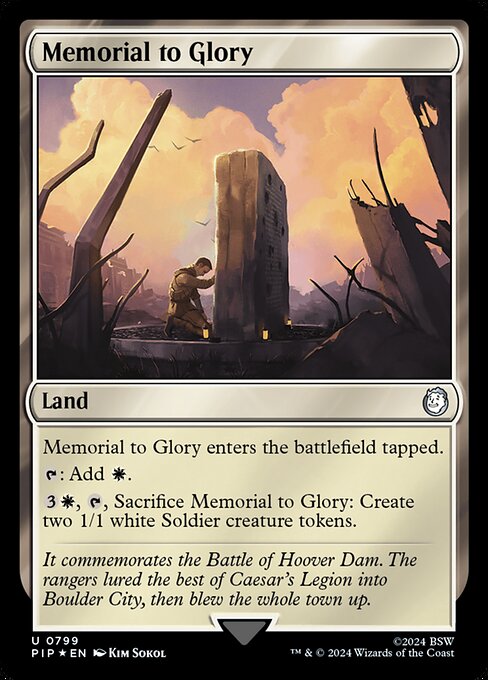 Memorial to Glory
Land
Memorial to Glory enters the battlefield tapped.
: Add .
3, , Sacrifice Memorial to Glory: Create
two 1/1 white Soldier creature tokens.
It commemorates the Battle of Hoover Dam. The
rangers lured the best of Caesar's Legion into
Boulder City, then blew the whole town up.
U 0799
PIP★EN Kim Sokol
©2024 BSW
™ & © 2024 Wizards of the Coast